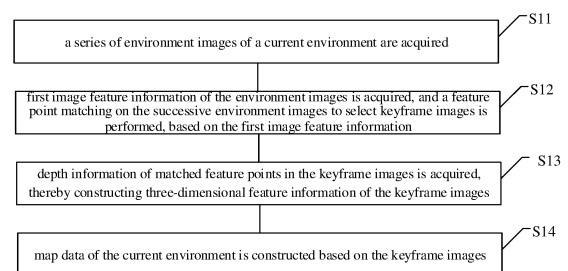 S11
a series of environment images of a current environment are acquired
S12
first image feature information of the environment images is acquired, and a feature
point matching on the successive environment images to select keyframe images is
performed, based on the first image feature information
S13
depth information of matched feature points in the keyframe images is acquired,
thereby constructing three-dimensional feature information of the keyframe images
S14
map data of the current environment is constructed based on the keyframe images